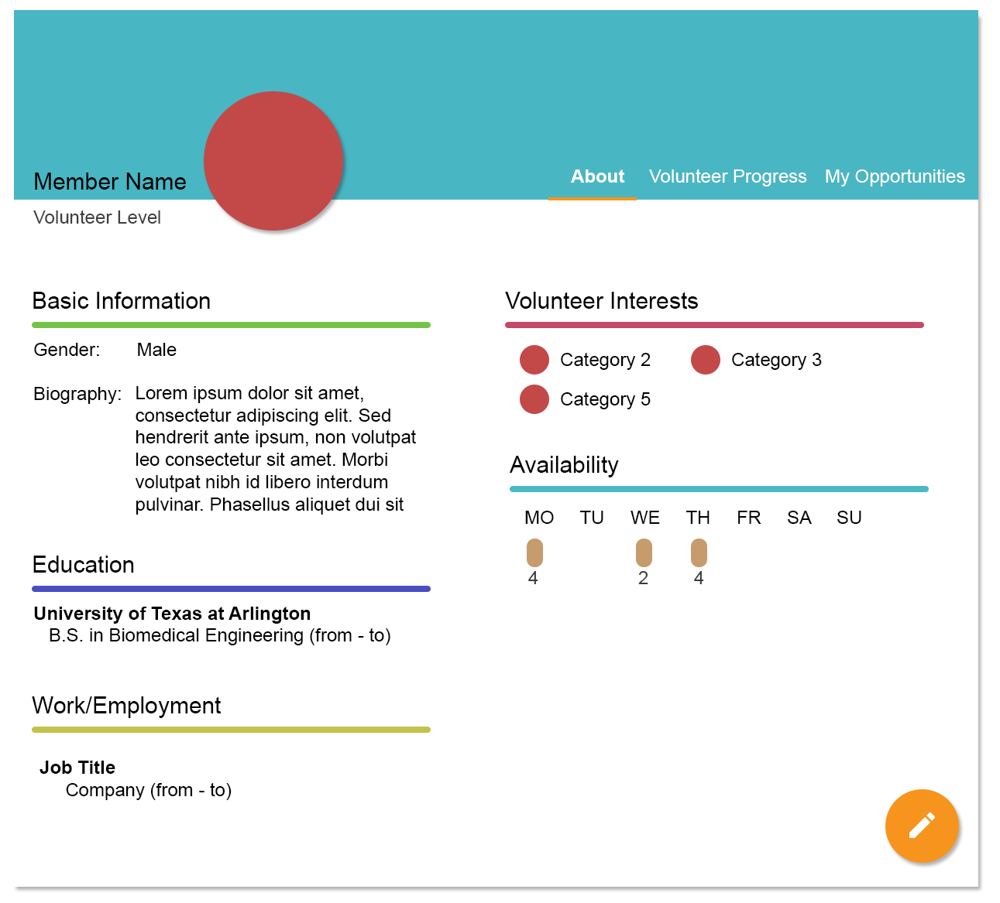 Member Name
About Volunteer Progress My Opportunities
Volunteer Level
Basic Information
Gender: Male
Biography: Lorem ipsum dolor sit amet,
consectetur adipiscing elit. Sed
hendrerit ante ipsum, non volutpat
leo consectetur sit amet. Morbi
volutpat nibh id libero interdum
pulvinar. Phasellus aliquet dui sit
Education
University of Texas at Arlington
B.S. in Biomedical Engineering (from - to)
Work/Employment
Job Title
Company (from - to)
Volunteer Interests
Category 2 Category 3
Category 5
Availability
MO TU WE TH FR SA SU
4 2 4